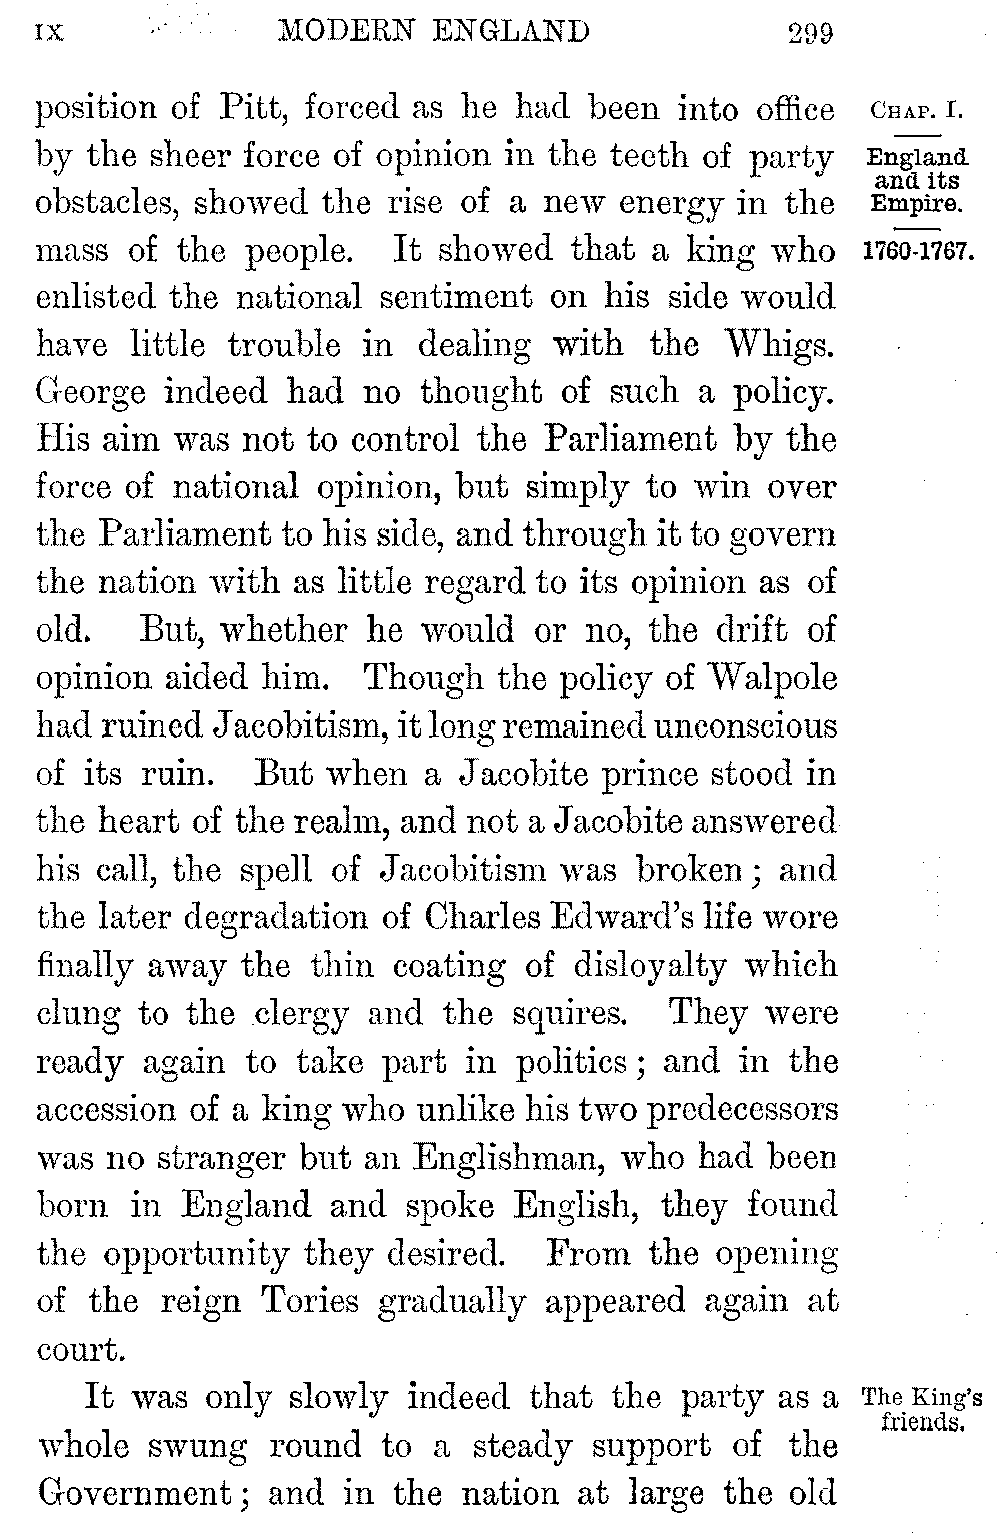 IX MODERN ENGLAND 299
position of Pitt, forced as he had been into office
by the sheer force of opinion in the teeth of party
obstacles, showed the rise of a new energy in the
mass of the people. It showed that a king who
enlisted the national sentiment on his side would
have little trouble in dealing with the Whigs.
George indeed had no thought of such a policy.
His aim was not to control the Parliament by the
force of national opinion, but simply to win over
the Parliament to his side, and through it to govern
the nation with as little regard to its opinion as of
old. But, whether he would or no, the drift of
opinion aided him. Though the policy of Walpole
had ruined Jacobitism, it long remained unconscious
of its ruin. But when a Jacobite prince stood in
the heart of the realm, and not a Jacobite answered
his call, the spell of Jacobitism was broken; and
the later degradation of Charles Edward's life wore
finally away the thin coating of disloyalty which
clung to the clergy and the squires. They were
ready again to take part in politics; and in the
accession of a king who unlike his two predecessors
was no stranger but an Englishman, who had been
born in England and spoke English, they found
the opportunity they desired. From the opening
of the reign Tories gradually appeared again at
court.
It was only slowly indeed that the party as a
whole swung round to a steady support of the
Government; and in the nation at large the old
CHAP. I.
England
and its
Empire.
1760-1767.
The King's
friends.